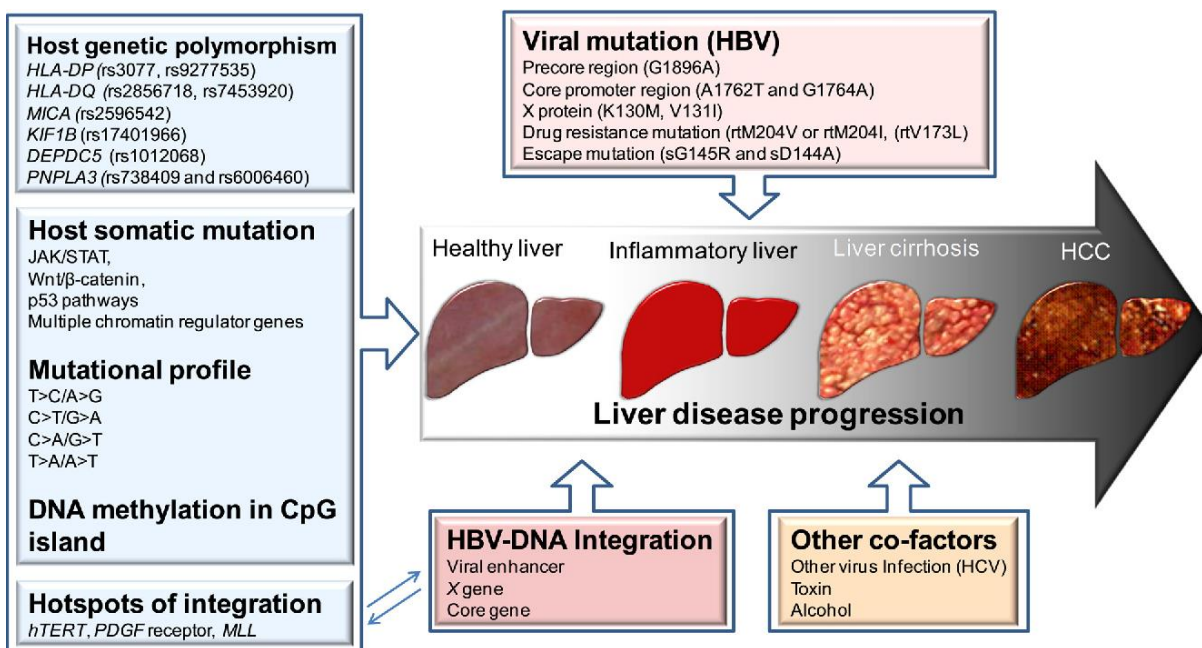 Host genetic polymorphism
HLA-DP (rs3077, rs9277535)
HLA-DQ (rs2856718, rs7453920)
MICA (rs2596542)
KIF1B (rs17401966)
DEPDC5 (rs1012068)
PNPLA3 (rs738409 and rs6006460)
Host somatic mutation
JAK/STAT,
Wnt/β-catenin,
p53 pathways
Multiple chromatin regulator genes
Mutational profile
T>C/A>G
C>T/G>A
C>A/G>T
T>A/A>T
DNA methylation in CpG
island
Hotspots of integration
hTERT, PDGF receptor, MLL
Viral mutation (HBV)
Precore region (G1896A)
Core promoter region (A1762T and G1764A)
X protein (K130M, V131I)
Drug resistance mutation (rtM204V or rtM204I, (rtV173L)
Escape mutation (sG145R and sD144A)
Healthy liver
Inflammatory liver
Liver cirrhosis
HCC
Liver disease progression
HBV-DNA Integration
Viral enhancer
X gene
Core gene
Other co-factors
Other virus Infection (HCV)
Toxin
Alcohol